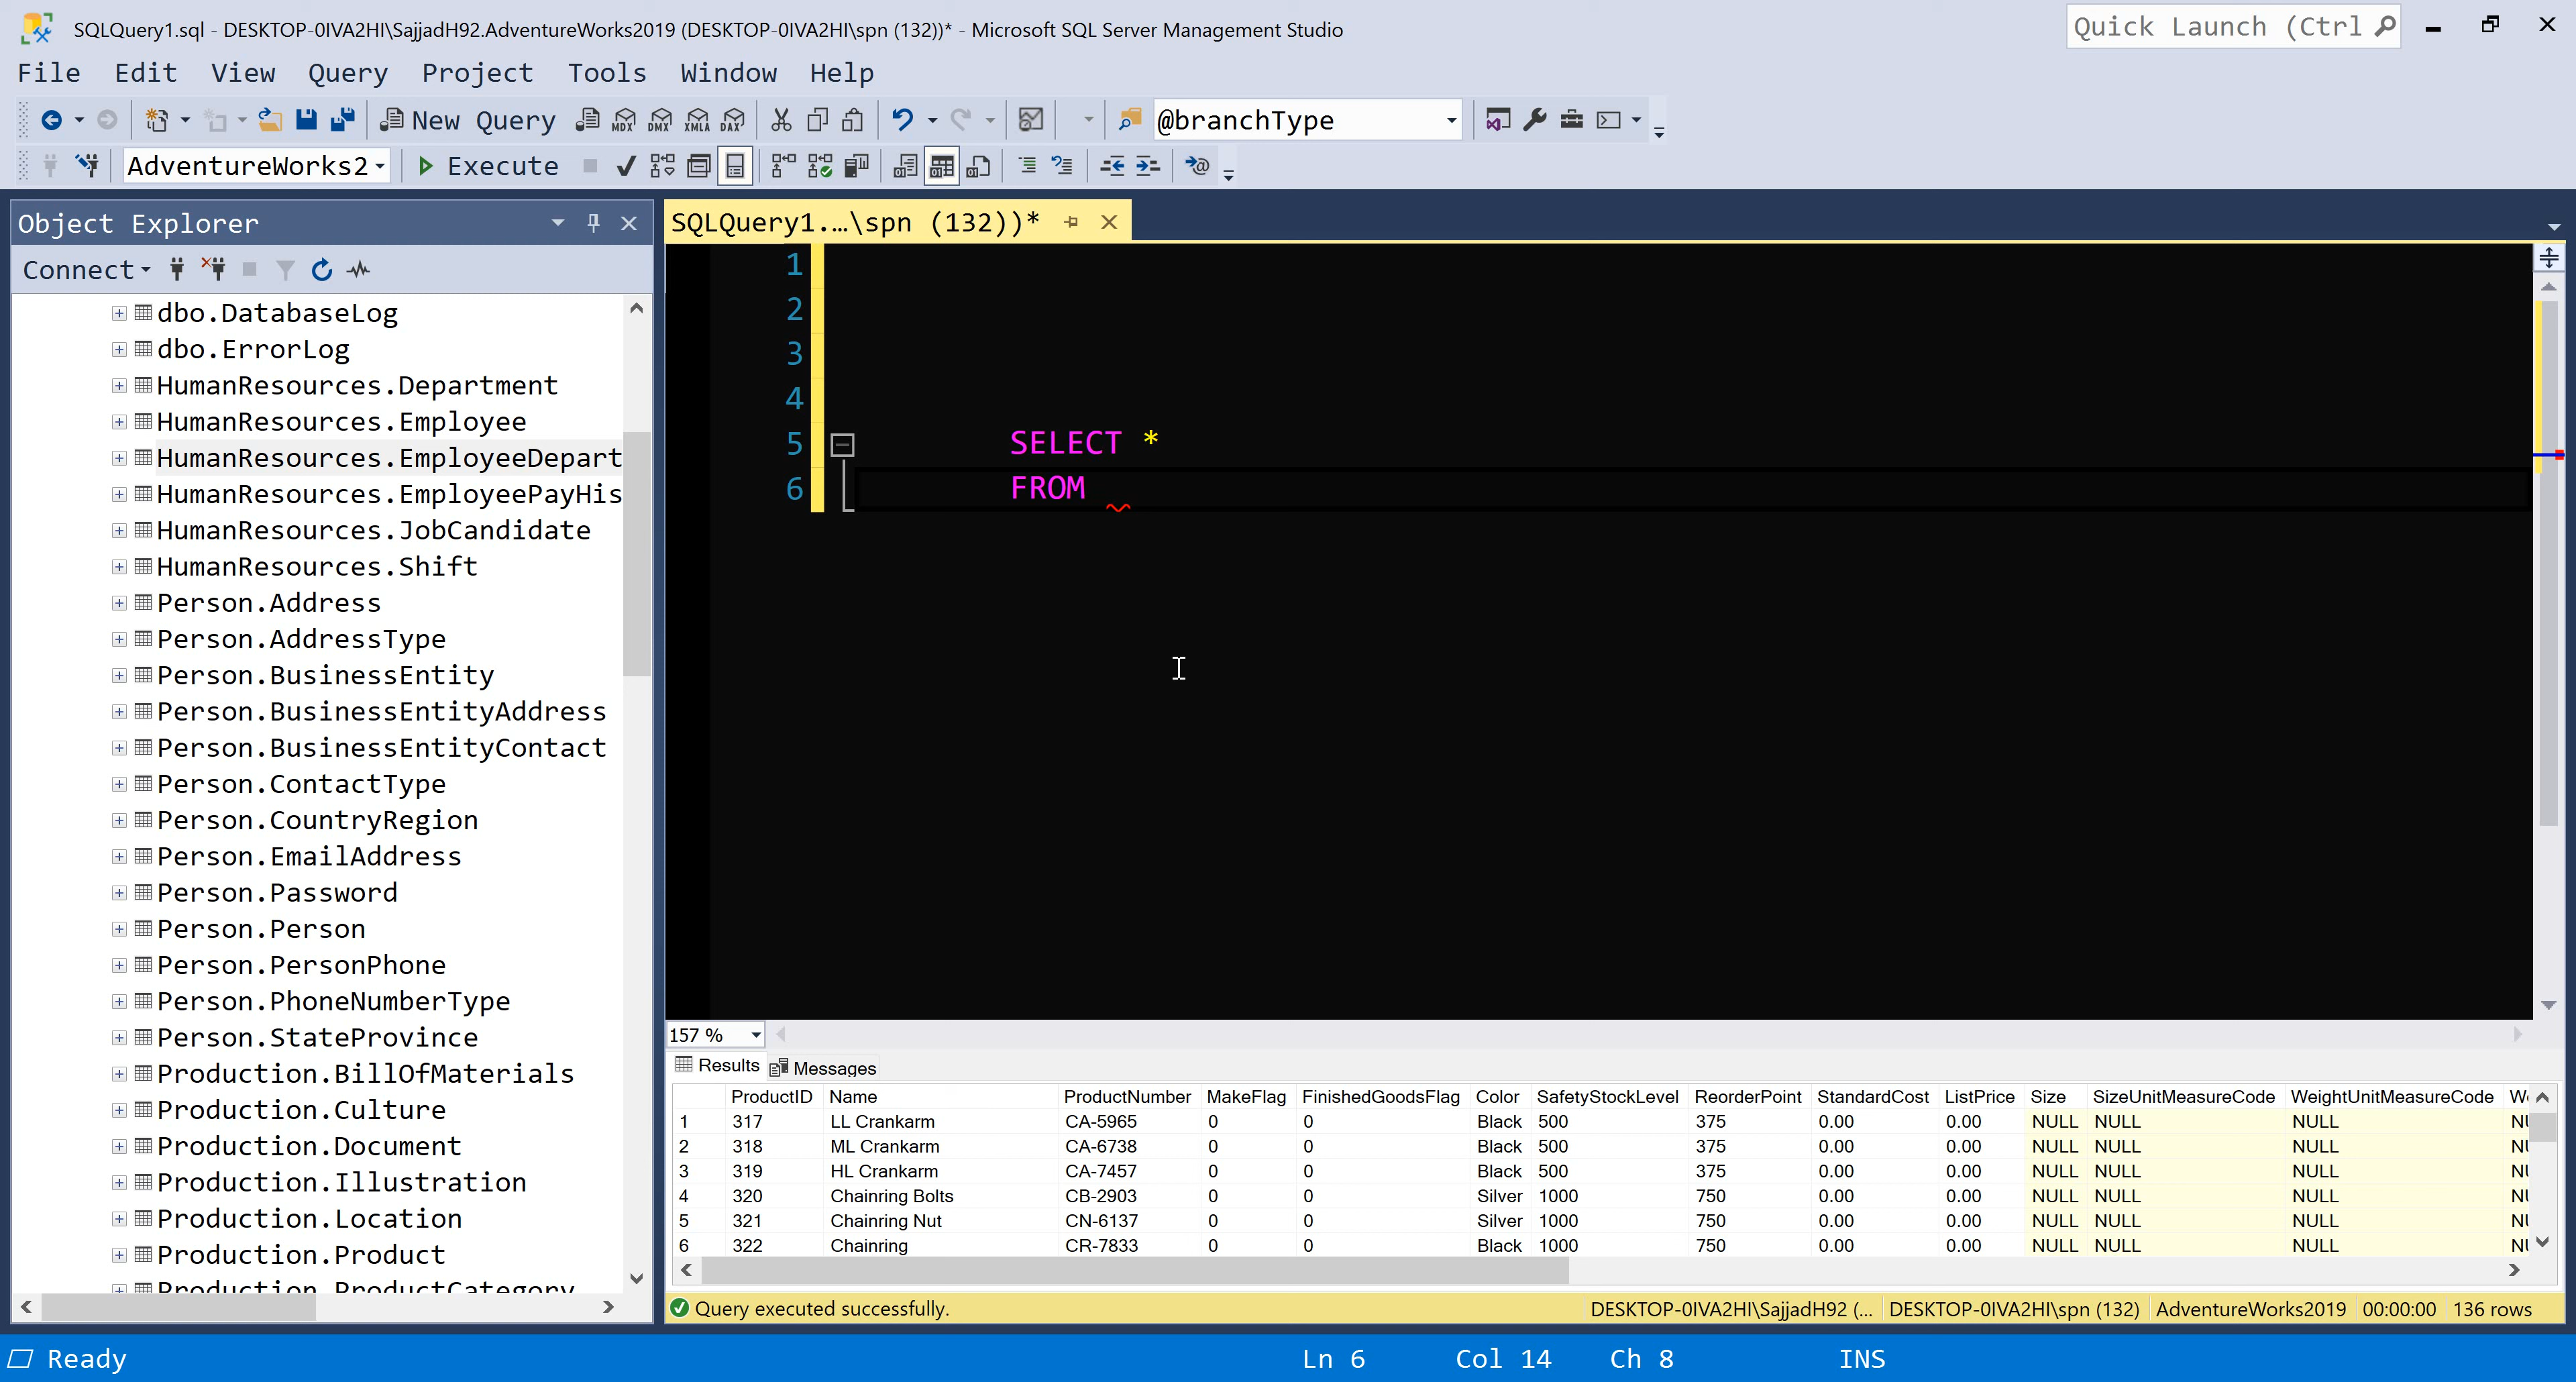 SQLQuery1.sql - DESKTOP-0IVA2HI\SajjadH92.AdventureWorks2019 (DESKTOP-0IVA2HI\spn (132))* - Microsoft SQL Server Management Studio
Quick Launch (Ctrl
File Edit View Query Project Tools Window Help
New Query MDX DMX XMLA DAX @branchType
AdventureWorks2 Execute
Object Explorer
Connect
dbo.DatabaseLog
dbo.ErrorLog
HumanResources.Department
HumanResources.Employee
HumanResources.EmployeeDepart
HumanResources.EmployeePayHis
HumanResources.JobCandidate
HumanResources.Shift
Person.Address
Person.AddressType
Person.BusinessEntity
Person.BusinessEntityAddress
Person.BusinessEntityContact
Person.ContactType
Person.CountryRegion
Person.EmailAddress
Person.Password
Person.Person
Person.PersonPhone
Person.PhoneNumberType
Person.StateProvince
Production.BillOfMaterials
Production.Culture
Production.Document
Production.Illustration
Production.Location
Production.Product
Production.ProductCategory
SQLQuery1....\spn (132))*
1
2
3
4
5 SELECT *
6 FROM
157 %
Results Messages
ProductID Name ProductNumber MakeFlag FinishedGoodsFlag Color SafetyStockLevel ReorderPoint StandardCost ListPrice Size SizeUnitMeasureCode WeightUnitMeasureCode
1 317 LL Crankarm CA-5965 0 0 Black 500 375 0.00 0.00 NULL NULL NULL
2 318 ML Crankarm CA-6738 0 0 Black 500 375 0.00 0.00 NULL NULL NULL
3 319 HL Crankarm CA-7457 0 0 Black 500 375 0.00 0.00 NULL NULL NULL
4 320 Chainring Bolts CB-2903 0 0 Silver 1000 750 0.00 0.00 NULL NULL NULL
5 321 Chainring Nut CN-6137 0 0 Silver 1000 750 0.00 0.00 NULL NULL NULL
6 322 Chainring CR-7833 0 0 Black 1000 750 0.00 0.00 NULL NULL NULL
Query executed successfully. DESKTOP-0IVA2HI\SajjadH92 (... DESKTOP-0IVA2HI\spn (132) AdventureWorks2019 00:00:00 136 rows
Ready Ln 6 Col 14 Ch 8 INS